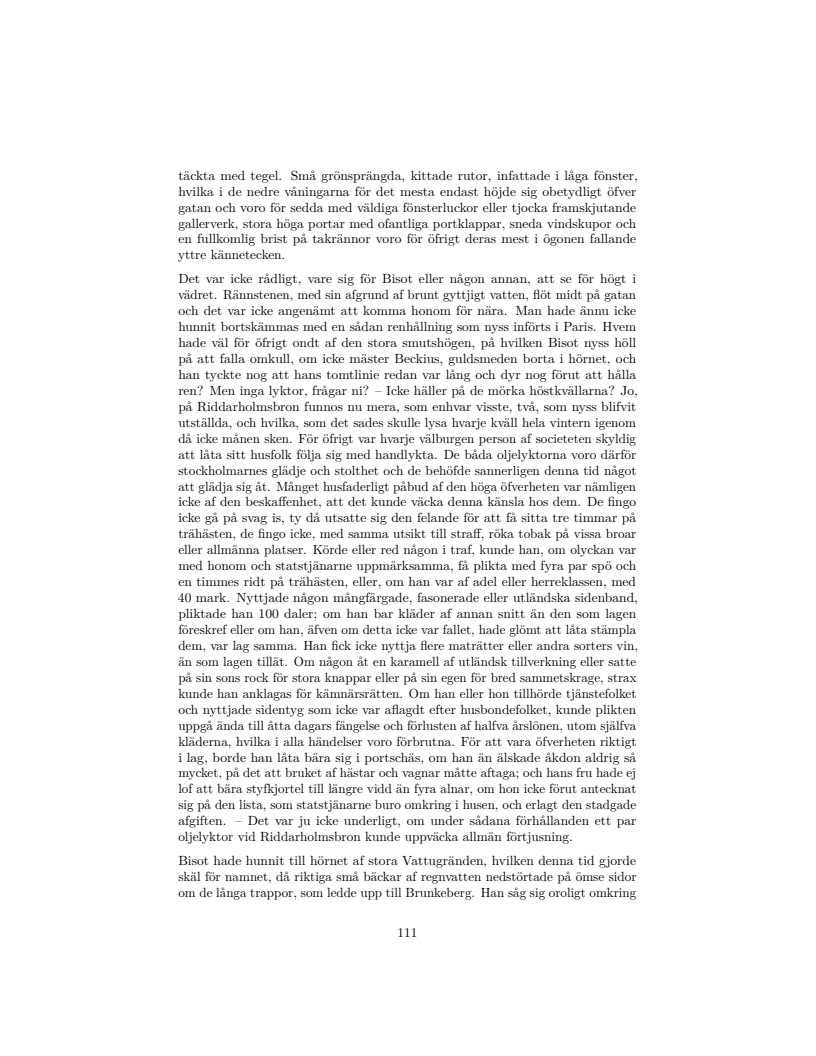 täckta med tegel. Små grönsprängda, kittade rutor, infattade i låga fönster,
hvilka i de nedre våningarna för det mesta endast höjde sig obetydligt öfver
gatan och voro för sedda med väldiga fönsterluckor eller tjocka framskjutande
gallerverk, stora höga portar med ofantliga portklappar, sneda vindskupor och
en fullkomlig brist på takrännor voro för öfrigt deras mest i ögonen fallande
yttre kännetecken.
Det var icke rådligt, vare sig för Bisot eller någon annan, att se för högt i
vädret. Rännstenen, med sin afgrund af brunt gyttjigt vatten, flöt midt på gatan
och det var icke angenämt att komma honom för nära. Man hade ännu icke
hunnit bortskämmas med en sådan renhållning som nyss införts i Paris. Hvem
hade väl för öfrigt ondt af den stora smutshögen, på hvilken Bisot nyss höll
på att falla omkull, om icke mäster Beckius, guldsmeden borta i hörnet, och
han tyckte nog att hans tomtlinie redan var lång och dyr nog förut att hålla
ren? Men inga lyktor, frågar ni? – Icke häller på de mörka höstkvällarna? Jo,
på Riddarholmsbron funnos nu mera, som enhvar visste, två, som nyss blifvit
utställda, och hvilka, som det sades skulle lysa hvarje kväll hela vintern igenom
då icke månen sken. För öfrigt var hvarje välburgen person af societeten skyldig
att låta sitt husfolk följa sig med handlykta. De båda oljelyktorna voro därför
stockholmarnes glädje och stolthet och de behöfde sannerligen denna tid något
att glädja sig åt. Månget husfaderligt påbud af den höga öfverheten var nämligen
icke af den beskaffenhet, att det kunde väcka denna känsla hos dem. De fingo
icke gå på svag is, ty då utsatte sig den felande för att få sitta tre timmar på
trähästen, de fingo icke, med samma utsikt till straff, röka tobak på vissa broar
eller allmänna platser. Körde eller red någon i traf, kunde han, om olyckan var
med honom och statstjänarne uppmärksamma, få plikta med fyra par spö och
en timmes ridt på trähästen, eller, om han var af adel eller herreklassen, med
40 mark. Nyttjade någon mångfärgade, fasonerade eller utländska sidenband,
pliktade han 100 daler; om han bar kläder af annan snitt än den som lagen
föreskref eller om han, äfven om detta icke var fallet, hade glömt att låta stämpla
dem, var lag samma. Han fick icke nyttja flere maträtter eller andra sorters vin,
än som lagen tillät. Om någon åt en karamell af utländsk tillverkning eller satte
på sin sons rock för stora knappar eller på sin egen för bred sammetskrage, strax
kunde han anklagas för kämnärsrätten. Om han eller hon tillhörde tjänstefolket
och nyttjade sidentyg som icke var aflagdt efter husbondefolket, kunde plikten
uppgå ända till åtta dagars fängelse och förlusten af halfva årslönen, utom själfva
kläderna, hvilka i alla händelser voro förbrutna. För att vara öfverheten riktigt
i lag, borde han låta bära sig i portschäs, om han än älskade åkdon aldrig så
mycket, på det att bruket af hästar och vagnar måtte aftaga; och hans fru hade ej
lof att bära styfkjortel till längre vidd än fyra alnar, om hon icke förut antecknat
sig på den lista, som statstjänarne buro omkring i husen, och erlagt den stadgade
afgiften. – Det var ju icke underligt, om under sådana förhållanden ett par
oljelyktor vid Riddarholmsbron kunde uppväcka allmän förtjusning.
Bisot hade hunnit till hörnet af stora Vattugränden, hvilken denna tid gjorde
skäl för namnet, då riktiga små bäckar af regnvatten nedstörtade på ömse sidor
om de långa trappor, som ledde upp till Brunkeberg. Han såg sig oroligt omkring
111